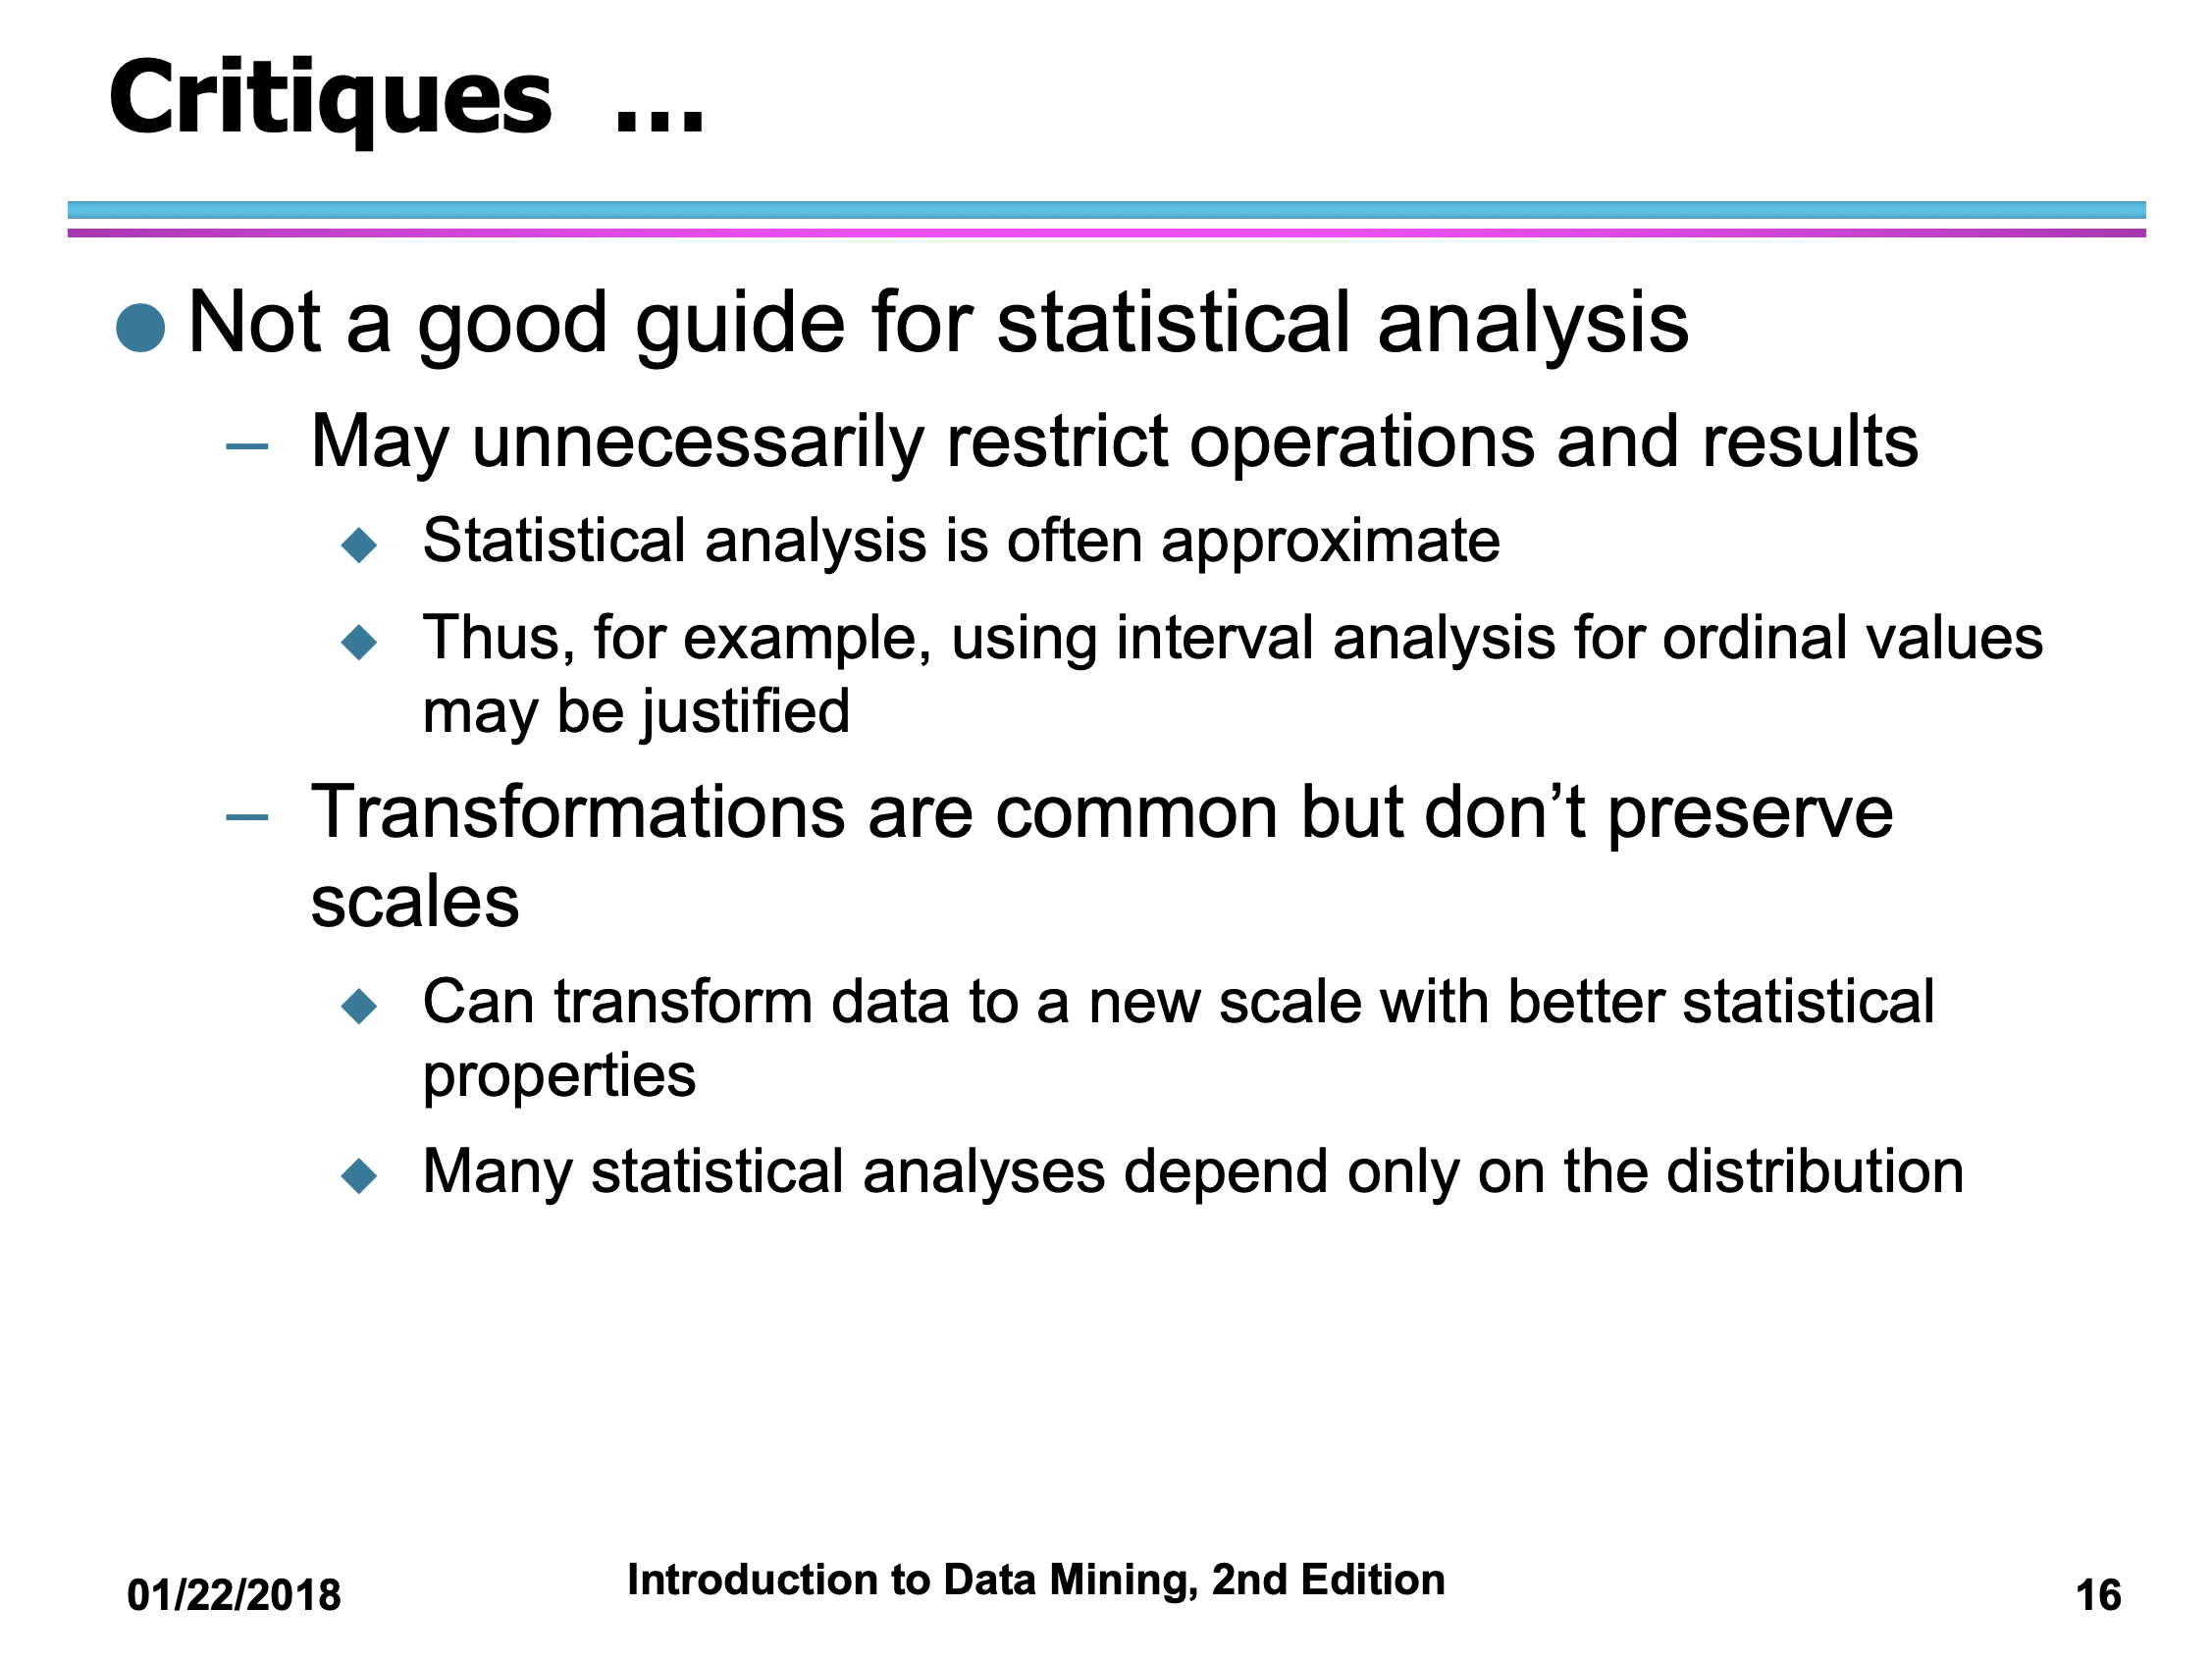 Critiques …
Not a good guide for statistical analysis
– May unnecessarily restrict operations and results
Statistical analysis is often approximate
Thus, for example, using interval analysis for ordinal values
may be justified
– Transformations are common but don’t preserve
scales
Can transform data to a new scale with better statistical
properties
Many statistical analyses depend only on the distribution
01/22/2018
Introduction to Data Mining, 2nd Edition
16